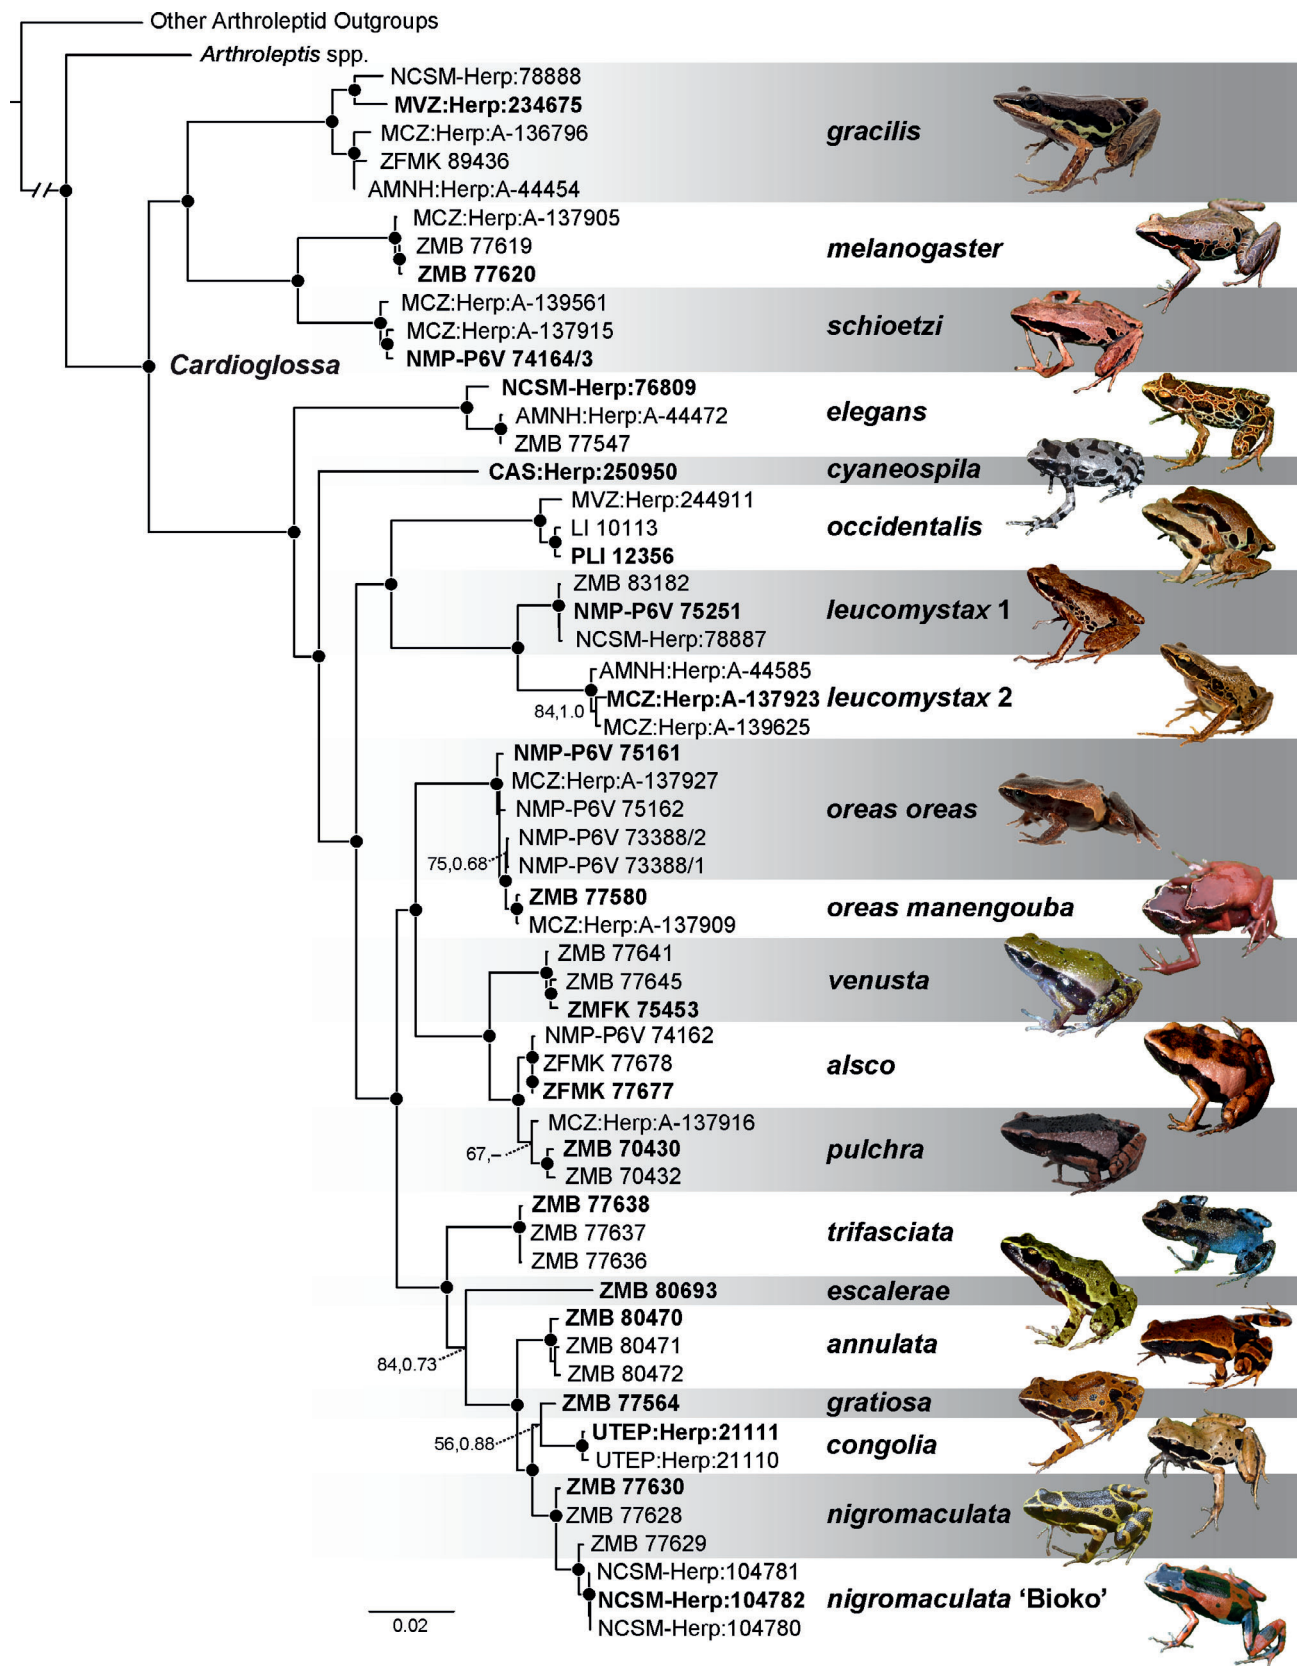 Other Arthroleptid Outgroups
Arthroleptis spp.
NCSM-Herp:78888
MVZ:Herp:234675
MCZ:Herp:A-136796
gracilis
ZFMK 89436
AMNH:Herp:A-44454
MCZ:Herp:A-137905
ZMB 77619
melanogaster
ZMB 77620
MCZ:Herp:A-139561
MCZ:Herp:A-137915
schioetzi
NMP-P6V 74164/3
Cardioglossa
NCSM-Herp:76809
AMNH:Herp:A-44472
elegans
ZMB 77547
CAS:Herp:250950
cyaneospila
MVZ:Herp:244911
LI 10113
occidentalis
PLI 12356
ZMB 83182
NMP-P6V 75251
leucomystax 1
NCSM-Herp:78887
AMNH:Herp:A-44585
MCZ:Herp:A-137923
leucomystax 2
84,1.0
MCZ:Herp:A-139625
NMP-P6V 75161
MCZ:Herp:A-137927
NMP-P6V 75162
oreas oreas
NMP-P6V 73388/2
75,0.68
NMP-P6V 73388/1
ZMB 77580
oreas manengouba
MCZ:Herp:A-137909
ZMB 77641
ZMB 77645
venusta
ZMFK 75453
NMP-P6V 74162
ZFMK 77678
alsco
ZFMK 77677
MCZ:Herp:A-137916
67,–
ZMB 70430
pulchra
ZMB 70432
ZMB 77638
ZMB 77637
trifasciata
ZMB 77636
ZMB 80693
escalerae
ZMB 80470
ZMB 80471
annulata
84,0.73
ZMB 80472
ZMB 77564
gratiosa
56,0.88
UTEP:Herp:21111
congolia
UTEP:Herp:21110
ZMB 77630
ZMB 77628
nigromaculata
ZMB 77629
NCSM-Herp:104781
NCSM-Herp:104782
nigromaculata ‘Bioko’
NCSM-Herp:104780
0.02